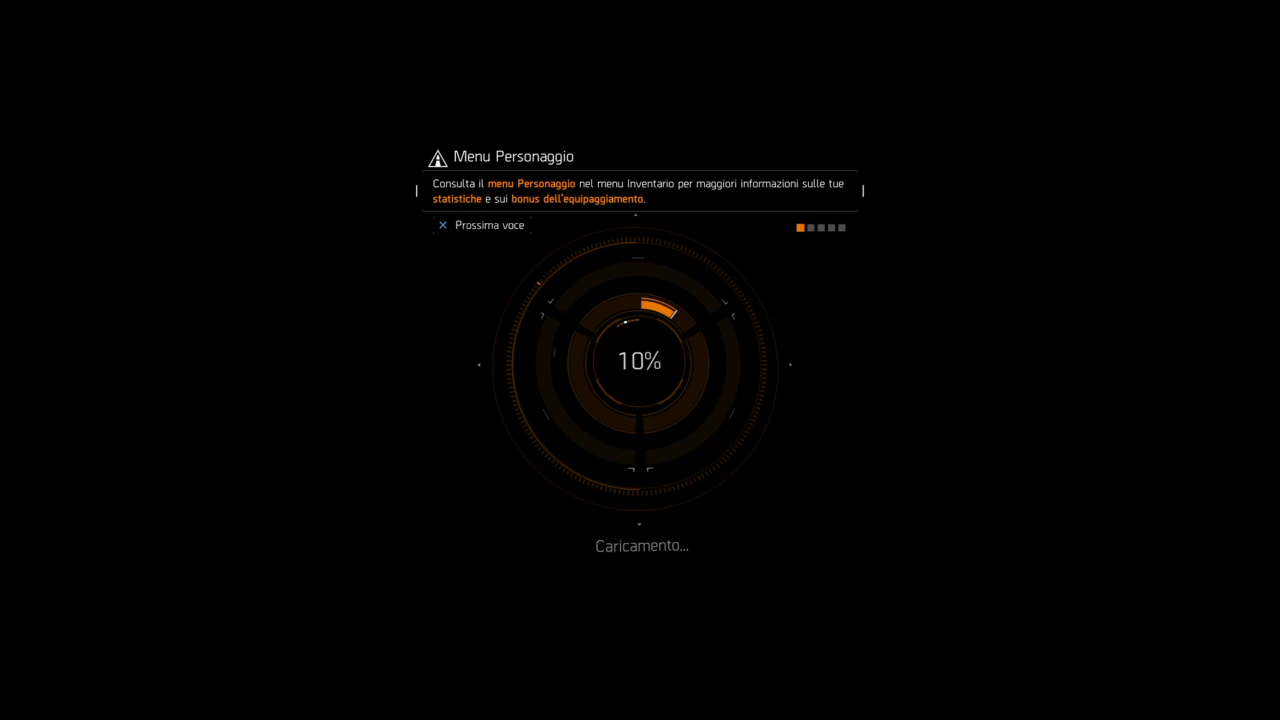 Menu Personaggio
Consulta il menu Personaggio nel menu Inventario per maggiori informazioni sulle tue
statistiche e sui bonus dell'equipaggiamento.
Prossima voce
10%
Caricamento...